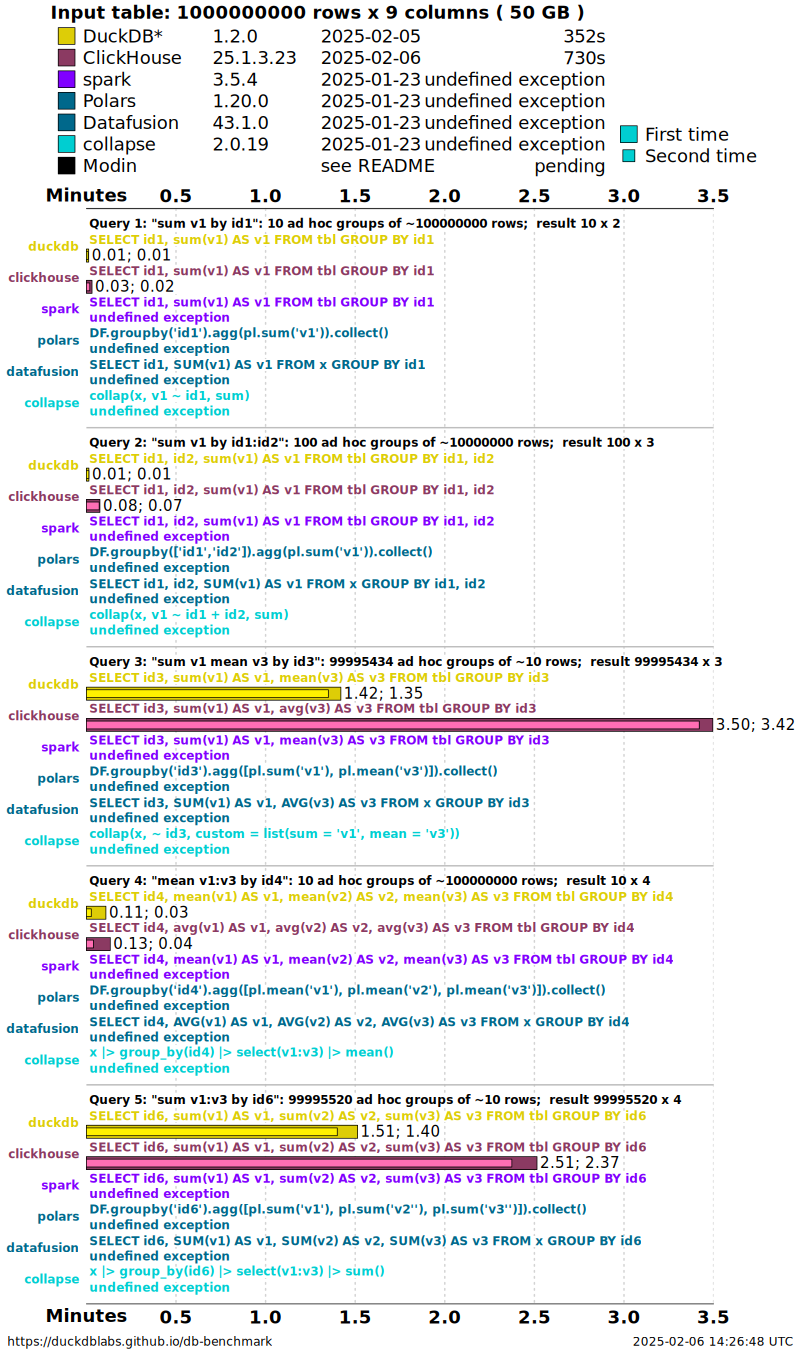 Input table: 1000000000 rows x 9 columns ( 50 GB )
DuckDB* 1.2.0 2025-02-05 352s
ClickHouse 25.1.3.23 2025-02-06 730s
spark 3.5.4 2025-01-23 undefined exception
Polars 1.20.0 2025-01-23 undefined exception
Datafusion 43.1.0 2025-01-23 undefined exception
collapse 2.0.19 2025-01-23 undefined exception
Modin see README pending
First time
Second time
Minutes 0.5 1.0 1.5 2.0 2.5 3.0 3.5
Query 1: "sum v1 by id1": 10 ad hoc groups of ~100000000 rows; result 10 x 2
duckdb SELECT id1, sum(v1) AS v1 FROM tbl GROUP BY id1
0.01; 0.01
clickhouse SELECT id1, sum(v1) AS v1 FROM tbl GROUP BY id1
0.03; 0.02
spark SELECT id1, sum(v1) AS v1 FROM tbl GROUP BY id1
undefined exception
polars DF.groupby('id1').agg(pl.sum('v1')).collect()
undefined exception
datafusion SELECT id1, SUM(v1) AS v1 FROM x GROUP BY id1
undefined exception
collapse collap(x, v1 ~ id1, sum)
undefined exception
Query 2: "sum v1 by id1:id2": 100 ad hoc groups of ~10000000 rows; result 100 x 3
duckdb SELECT id1, id2, sum(v1) AS v1 FROM tbl GROUP BY id1, id2
0.01; 0.01
clickhouse SELECT id1, id2, sum(v1) AS v1 FROM tbl GROUP BY id1, id2
0.08; 0.07
spark SELECT id1, id2, sum(v1) AS v1 FROM tbl GROUP BY id1, id2
undefined exception
polars DF.groupby(['id1','id2']).agg(pl.sum('v1')).collect()
undefined exception
datafusion SELECT id1, id2, SUM(v1) AS v1 FROM x GROUP BY id1, id2
undefined exception
collapse collap(x, v1 ~ id1 + id2, sum)
undefined exception
Query 3: "sum v1 mean v3 by id3": 99995434 ad hoc groups of ~10 rows; result 99995434 x 3
duckdb SELECT id3, sum(v1) AS v1, mean(v3) AS v3 FROM tbl GROUP BY id3
1.42; 1.35
clickhouse SELECT id3, sum(v1) AS v1, avg(v3) AS v3 FROM tbl GROUP BY id3
3.50; 3.42
spark SELECT id3, sum(v1) AS v1, mean(v3) AS v3 FROM tbl GROUP BY id3
undefined exception
polars DF.groupby('id3').agg([pl.sum('v1'), pl.mean('v3')]).collect()
undefined exception
datafusion SELECT id3, SUM(v1) AS v1, AVG(v3) AS v3 FROM x GROUP BY id3
undefined exception
collapse collap(x, ~ id3, custom = list(sum = 'v1', mean = 'v3'))
undefined exception
Query 4: "mean v1:v3 by id4": 10 ad hoc groups of ~100000000 rows; result 10 x 4
duckdb SELECT id4, mean(v1) AS v1, mean(v2) AS v2, mean(v3) AS v3 FROM tbl GROUP BY id4
0.11; 0.03
clickhouse SELECT id4, avg(v1) AS v1, avg(v2) AS v2, avg(v3) AS v3 FROM tbl GROUP BY id4
0.13; 0.04
spark SELECT id4, mean(v1) AS v1, mean(v2) AS v2, mean(v3) AS v3 FROM tbl GROUP BY id4
undefined exception
polars DF.groupby('id4').agg([pl.mean('v1'), pl.mean('v2'), pl.mean('v3')]).collect()
undefined exception
datafusion SELECT id4, AVG(v1) AS v1, AVG(v2) AS v2, AVG(v3) AS v3 FROM x GROUP BY id4
undefined exception
collapse x |> group_by(id4) |> select(v1:v3) |> mean()
undefined exception
Query 5: "sum v1:v3 by id6": 99995520 ad hoc groups of ~10 rows; result 99995520 x 4
duckdb SELECT id6, sum(v1) AS v1, sum(v2) AS v2, sum(v3) AS v3 FROM tbl GROUP BY id6
1.51; 1.40
clickhouse SELECT id6, sum(v1) AS v1, sum(v2) AS v2, sum(v3) AS v3 FROM tbl GROUP BY id6
2.51; 2.37
spark SELECT id6, sum(v1) AS v1, sum(v2) AS v2, sum(v3) AS v3 FROM tbl GROUP BY id6
undefined exception
polars DF.groupby('id6').agg([pl.sum('v1'), pl.sum('v2''), pl.sum('v3'')]).collect()
undefined exception
datafusion SELECT id6, SUM(v1) AS v1, SUM(v2) AS v2, SUM(v3) AS v3 FROM x GROUP BY id6
undefined exception
collapse x |> group_by(id6) |> select(v1:v3) |> sum()
undefined exception
Minutes 0.5 1.0 1.5 2.0 2.5 3.0 3.5
https://duckdblabs.github.io/db-benchmark 2025-02-06 14:26:48 UTC